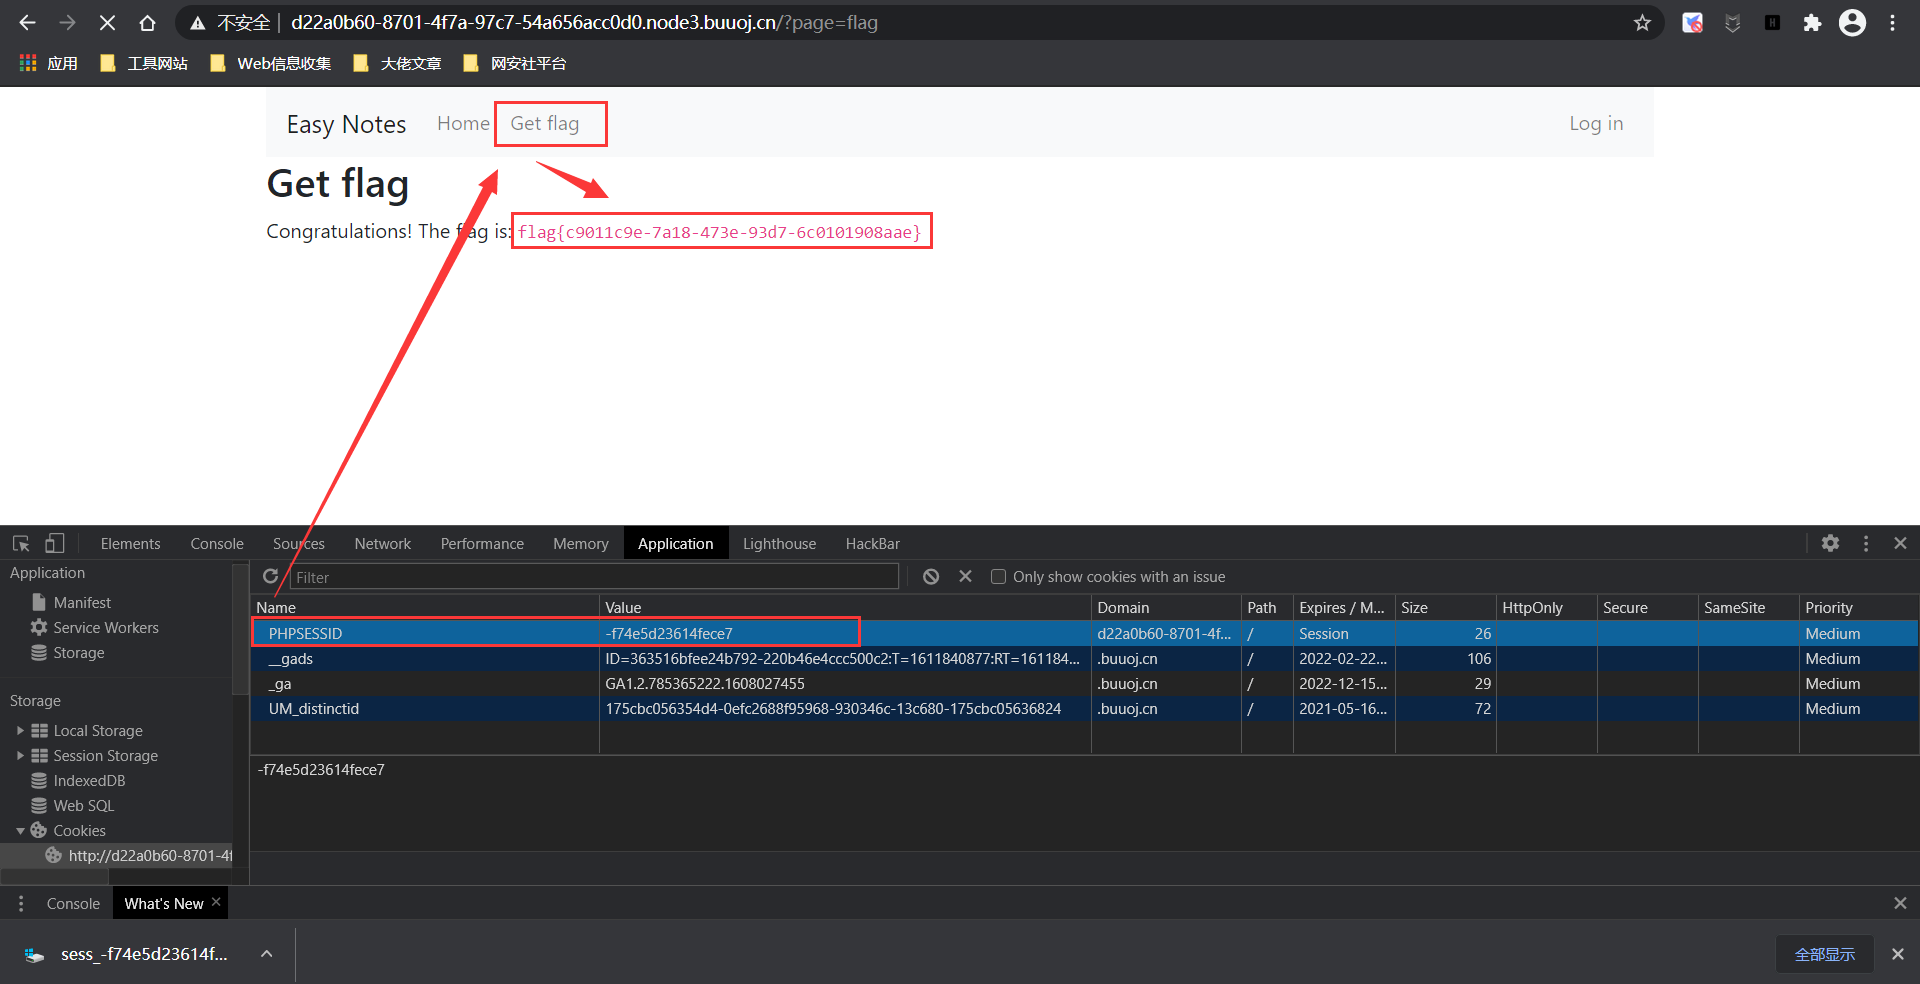 不安全 d22a0b60-8701-4f7a-97c7-54a656acc0d0.node3.buuoj.cn/?page=flag
应用 工具网站 Web信息收集 大佬文章 网安社平台
Easy Notes Home Get flag Log in
Get flag
Congratulations! The flag is: flag{c9011c9e-7a18-473e-93d7-6c0101908aae}
Elements Console Sources Network Performance Memory Application Lighthouse HackBar
Application
Manifest
Service Workers
Storage
Storage
Local Storage
Session Storage
IndexedDB
Web SQL
Cookies
http://d22a0b60-8701-4f
Filter Only show cookies with an issue
Name Value Domain Path Expires / M... Size HttpOnly Secure SameSite Priority
PHPSESSID -f74e5d23614fece7 d22a0b60-8701-4f... / Session 26 Medium
__gads ID=363516bfee24b792-220b46e4ccc500c2:T=1611840877:RT=161184... .buuoj.cn / 2022-02-22... 106 Medium
_ga GA1.2.785365222.1608027455 .buuoj.cn / 2022-12-15... 29 Medium
UM_distinctid 175cbc056354d4-0efc2688f95968-930346c-13c680-175cbc05636824 .buuoj.cn / 2021-05-16... 72 Medium
-f74e5d23614fece7
Console What's New
sess_-f74e5d23614f... 全部显示